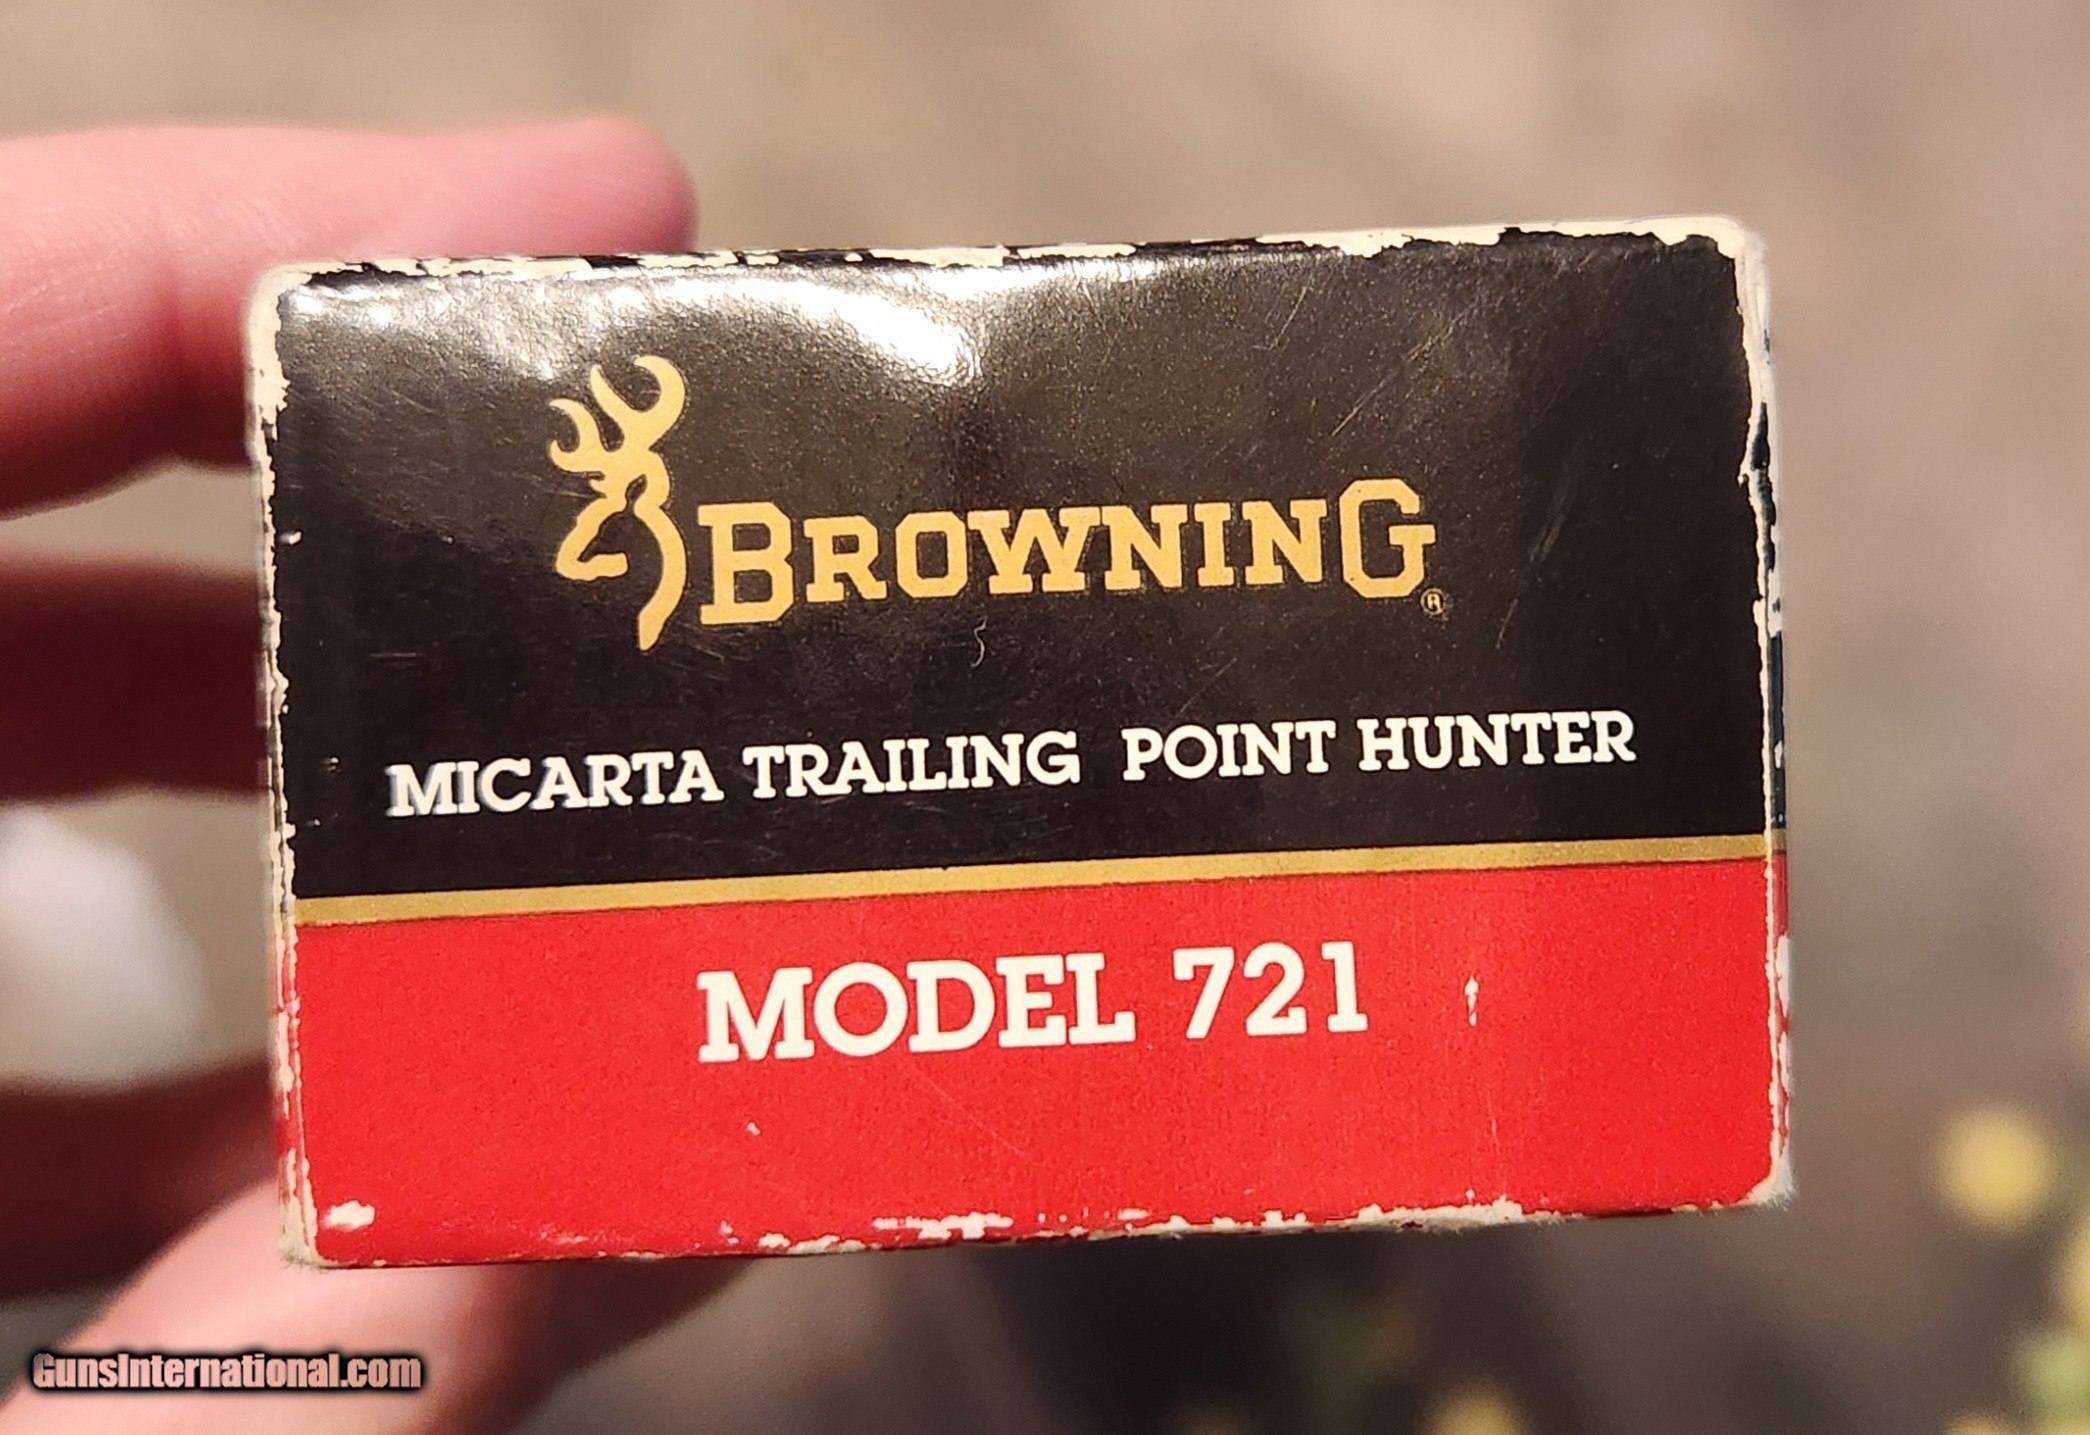 BROWNING®
MICARTA TRAILING POINT HUNTER
MODEL 721
GunsInternational.com